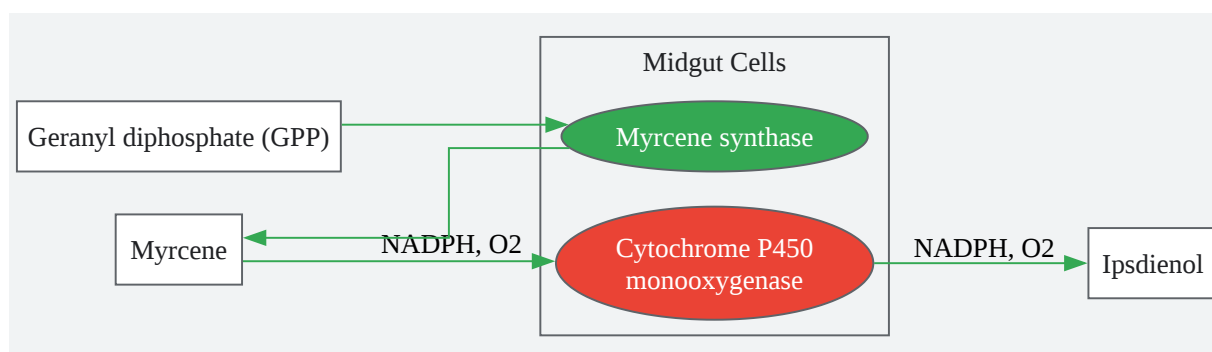 Midgut Cells
Geranyl diphosphate (GPP)
Myrcene synthase
Myrcene
NADPH, O2
Cytochrome P450
monooxygenase
NADPH, O2
Ipsdienol